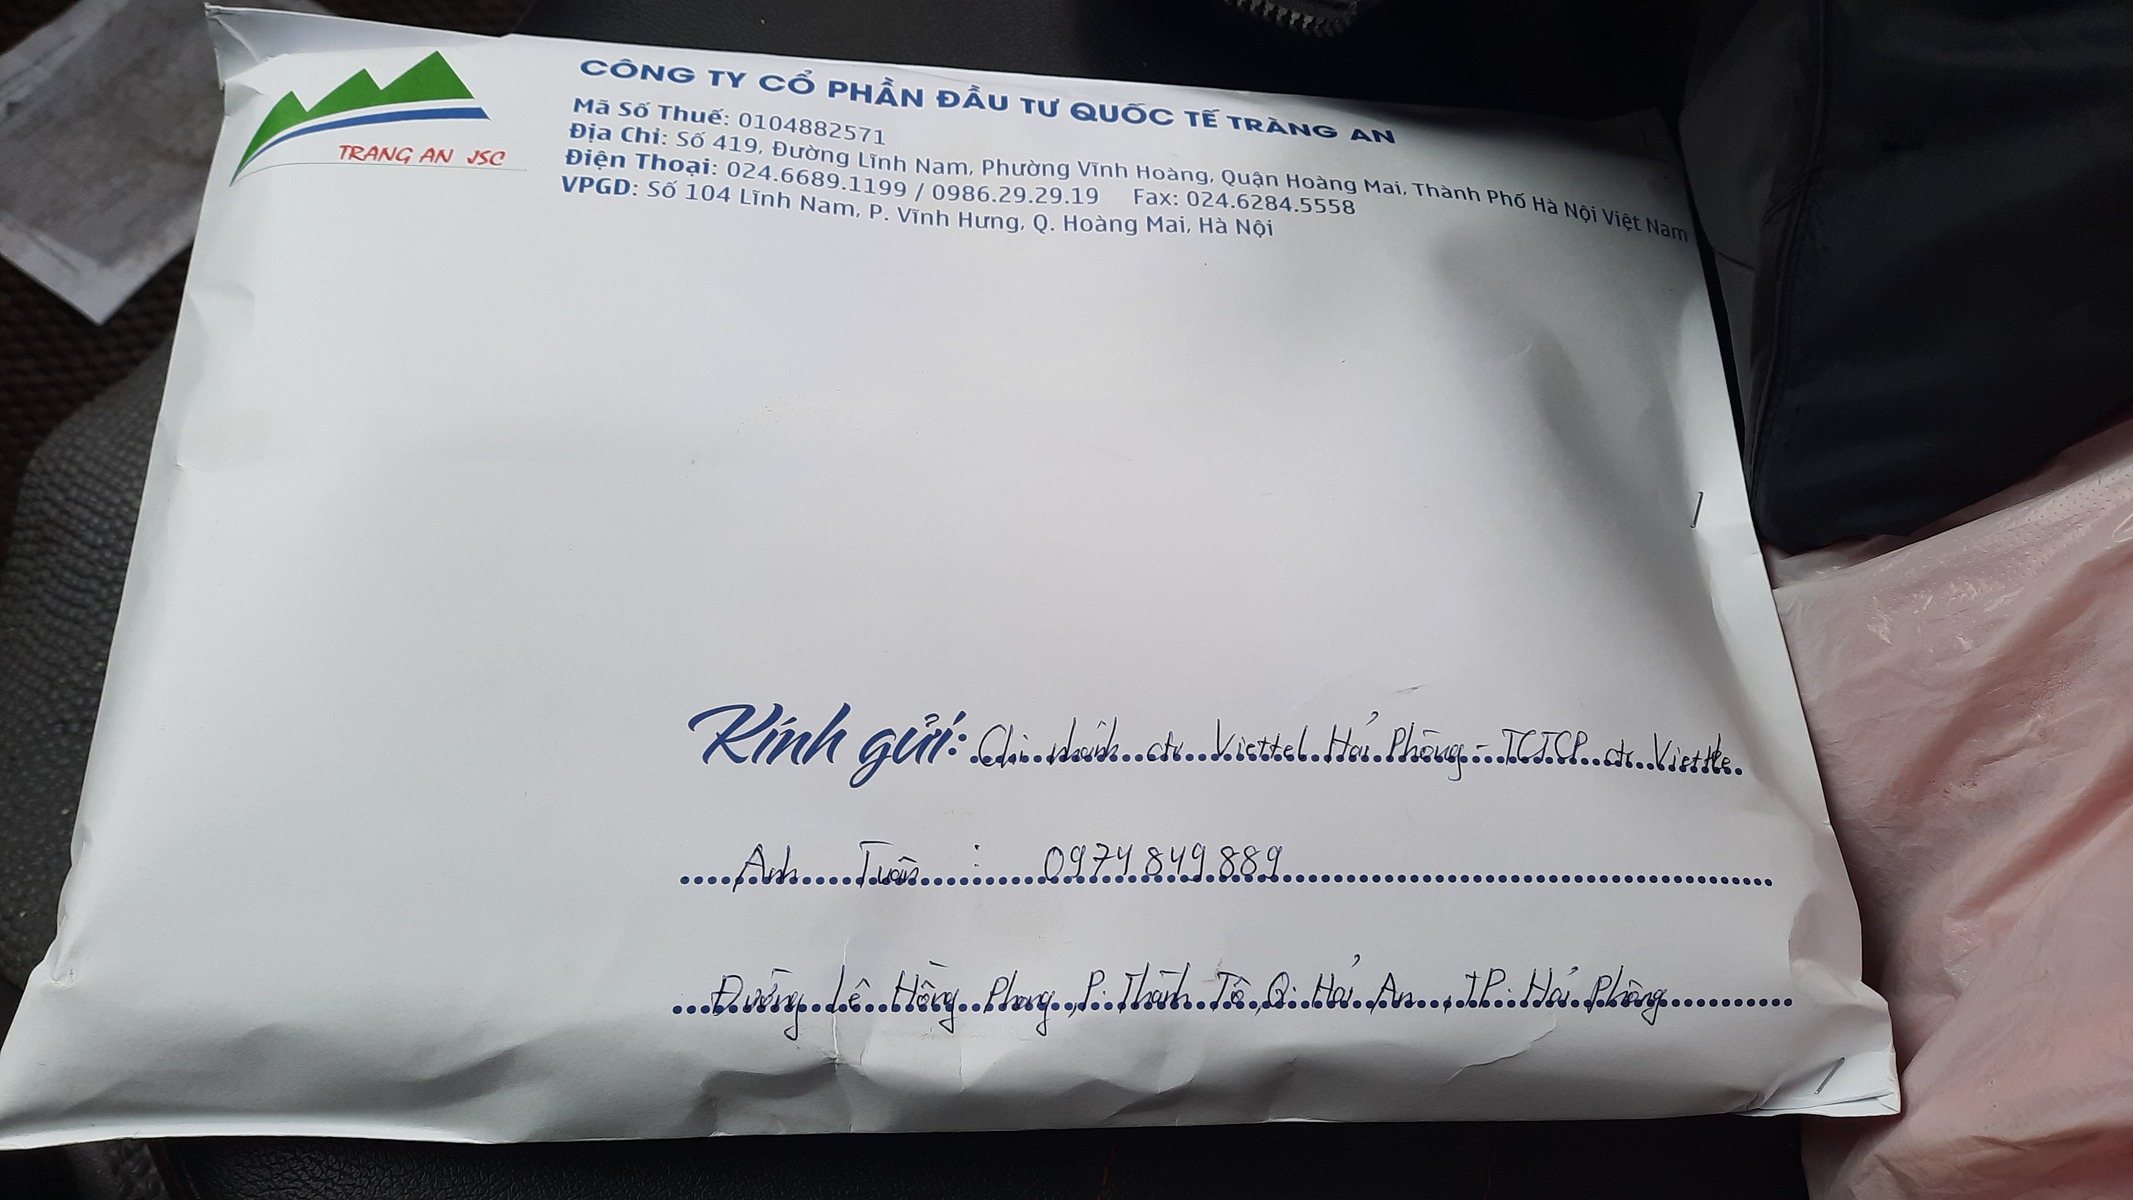 TRANG AN JSC
CÔNG TY CỔ PHẦN ĐẦU TƯ QUỐC TẾ TRÀNG AN
Mã Số Thuế: 0104882571
Địa Chỉ: Số 419, Đường Lĩnh Nam, Phường Vĩnh Hoàng, Quận Hoàng Mai, Thành Phố Hà Nội Việt Nam
Điện Thoại: 024.6689.1199 / 0986.29.29.19 Fax: 024.6284.5558
VPGD: Số 104 Lĩnh Nam, P. Vĩnh Hưng, Q. Hoàng Mai, Hà Nội
Kính gửi: Chi nhánh ctr Viettel Hải Phòng - TCTCP ctr Viettle
Anh Tuấn : 0974849889
Đường Lê Hồng Phong, P. Thành Tô, Q. Hải An, TP. Hải Phòng